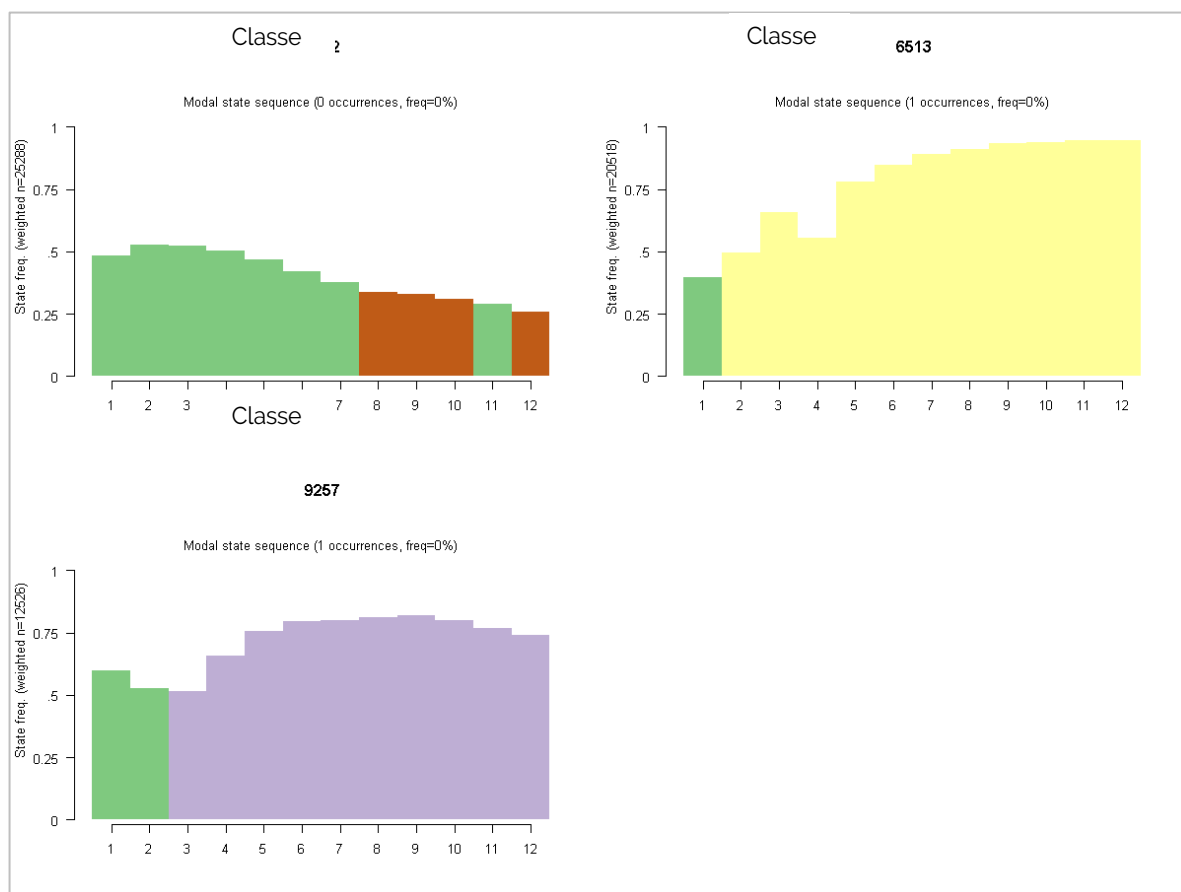 Classe
2
Modal state sequence (0 occurrences, freq=0%)
State freq. (weighted n=25288)
1
0.75
.5
0.25
0
1 2 3 7 8 9 10 11 12
Classe
6513
Modal state sequence (1 occurrences, freq=0%)
State freq. (weighted n=20518)
1
0.75
.5
0.25
0
1 2 3 4 5 6 7 8 9 10 11 12
Classe
9257
Modal state sequence (1 occurrences, freq=0%)
State freq. (weighted n=12526)
1
0.75
.5
0.25
0
1 2 3 4 5 6 7 8 9 10 11 12